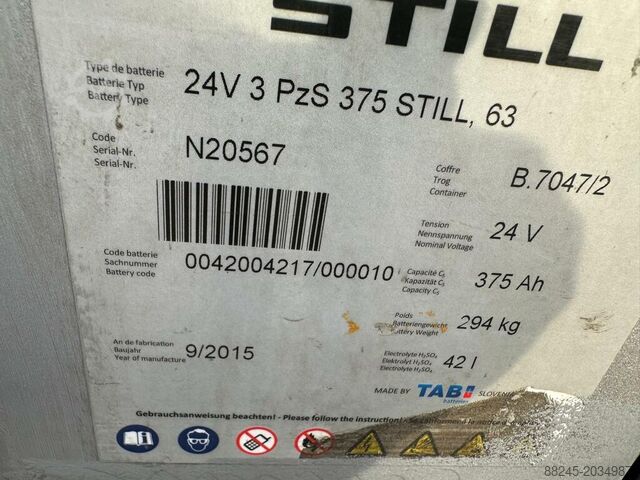 STILL
Type de batterie
Batterie Typ
Battery Type
24V 3 PzS 375 STILL, 63
Code
Serial-Nr.
Serial-Nr.
N20567
Coffre
Trog
Container
B.7047/2
Tension
Nennspannung
Nominal Voltage
24 V
Code batterie
Sachnummer
Battery code
0042004217/000010
Capacité C5
Kapazität C5
Capacity C5
375 Ah
Poids
Batteriegewicht
Battery Weight
294 kg
An de fabrication
Baujahr
Year of manufacture
9/2015
Electrolyte H2SO4
Elektrolyt H2SO4
Electrolyte H2SO4
42 l
MADE BY TAB
batteries
Gebrauchsanweisung beachten! - Please follow the instruction!
88245-2034987